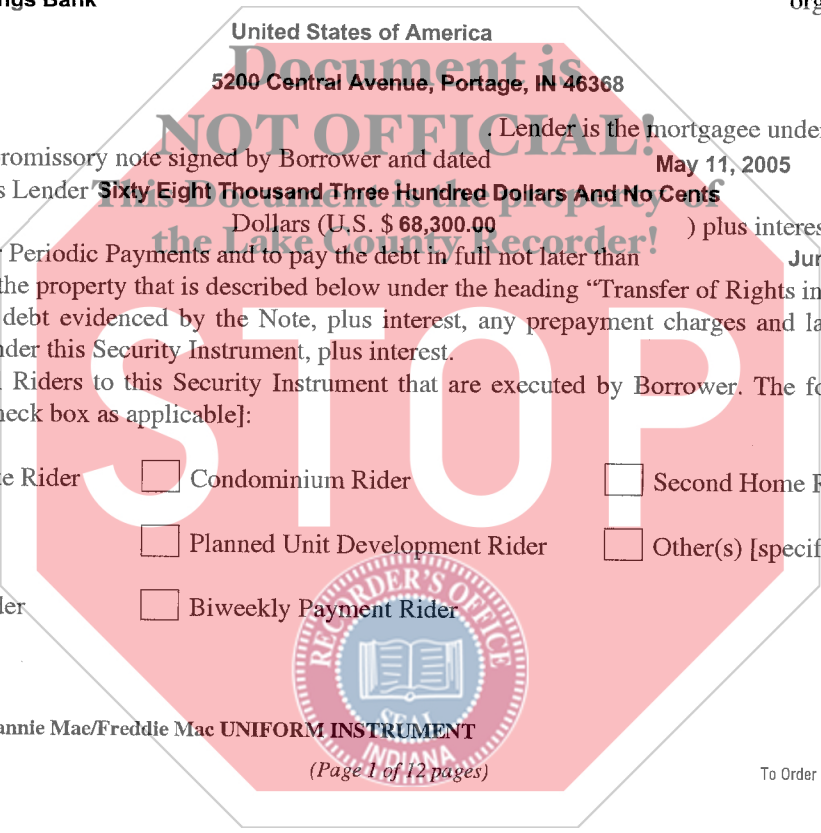 ngs Bank org
United States of America
Document is
5200 Central Avenue, Portage, IN 46368
NOT OFFICIAL!
. Lender is the mortgagee unde
romissory note signed by Borrower and dated May 11, 2005
s Lender Sixty Eight Thousand Three Hundred Dollars And No Cents
This Document is the property of
Dollars (U.S. $ 68,300.00 ) plus interes
the Lake County Recorder!
Periodic Payments and to pay the debt in full not later than Jun
the property that is described below under the heading “Transfer of Rights in
debt evidenced by the Note, plus interest, any prepayment charges and la
nder this Security Instrument, plus interest.
Riders to this Security Instrument that are executed by Borrower. The fo
heck box as applicable]:
STOP
e Rider Condominium Rider Second Home R
Planned Unit Development Rider Other(s) [specif
der Biweekly Payment Rider
RECORDER'S OFFICE
SEAL
INDIANA
annie Mae/Freddie Mac UNIFORM INSTRUMENT
(Page 1 of 12 pages)
To Order